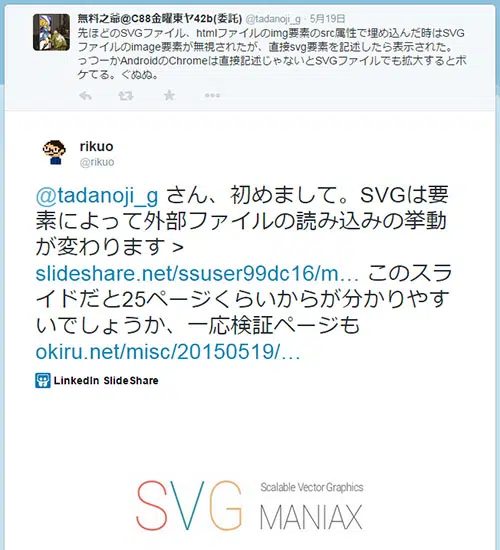 無料之爺@C88金曜東ヤ42b(委託) @tadanoji_g · 5月19日
先ほどのSVGファイル、htmlファイルのimg要素のsrc属性で埋め込んだ時はSVG
ファイルのimage要素が無視されたが、直接svg要素を記述したら表示された。
っつーかAndroidのChromeは直接記述じゃないとSVGファイルでも拡大するとボ
ケてる。ぐぬぬ。
rikuo
@rikuo
@tadanoji_g さん、初めまして。SVGは要
素によって外部ファイルの読み込みの挙動
が変わります >
slideshare.net/ssuser99dc16/m… このスラ
イドだと25ページくらいからが分かりやす
いでしょうか、一応検証ページも
okiru.net/misc/20150519/…
LinkedIn SlideShare
SVG
Scalable Vector Graphics
MANIAX